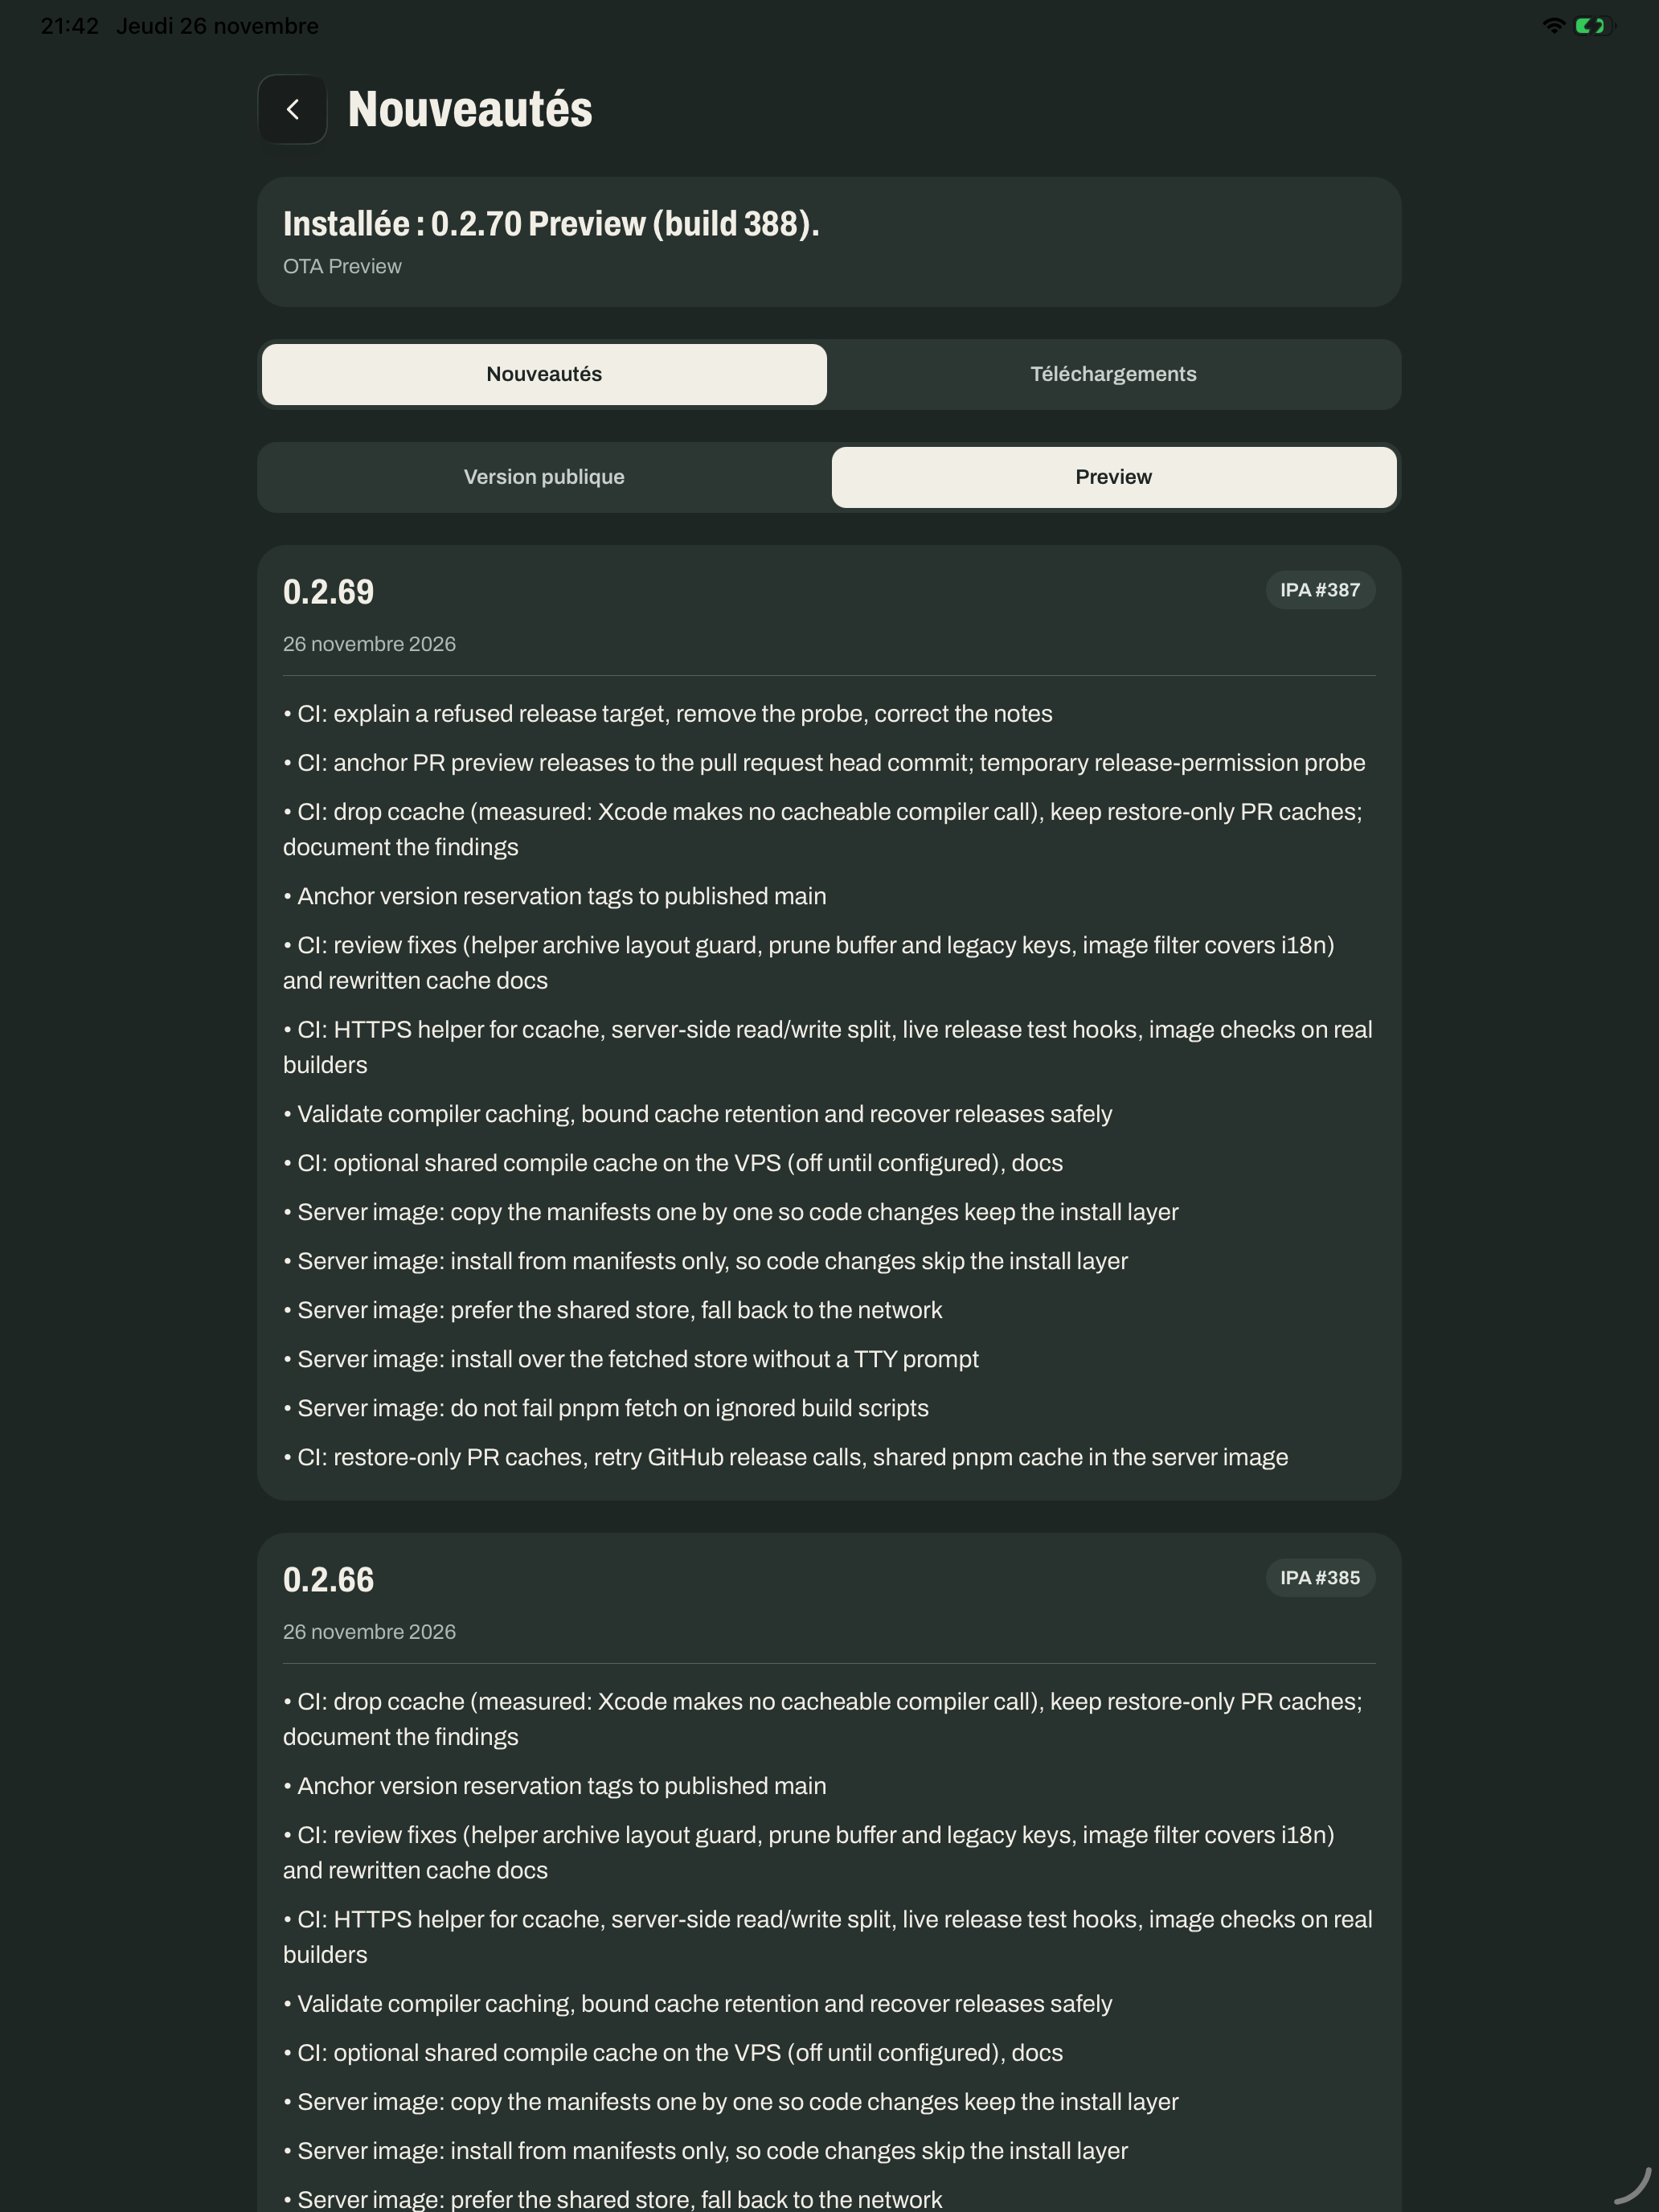 21:42 Jeudi 26 novembre
Nouveautés
Installée : 0.2.70 Preview (build 388).
OTA Preview
Nouveautés
Téléchargements
Version publique
Preview
0.2.69
IPA #387
26 novembre 2026
• CI: explain a refused release target, remove the probe, correct the notes
• CI: anchor PR preview releases to the pull request head commit; temporary release-permission probe
• CI: drop ccache (measured: Xcode makes no cacheable compiler call), keep restore-only PR caches;
document the findings
• Anchor version reservation tags to published main
• CI: review fixes (helper archive layout guard, prune buffer and legacy keys, image filter covers i18n)
and rewritten cache docs
• CI: HTTPS helper for ccache, server-side read/write split, live release test hooks, image checks on real
builders
• Validate compiler caching, bound cache retention and recover releases safely
• CI: optional shared compile cache on the VPS (off until configured), docs
• Server image: copy the manifests one by one so code changes keep the install layer
• Server image: install from manifests only, so code changes skip the install layer
• Server image: prefer the shared store, fall back to the network
• Server image: install over the fetched store without a TTY prompt
• Server image: do not fail pnpm fetch on ignored build scripts
• CI: restore-only PR caches, retry GitHub release calls, shared pnpm cache in the server image
0.2.66
IPA #385
26 novembre 2026
• CI: drop ccache (measured: Xcode makes no cacheable compiler call), keep restore-only PR caches;
document the findings
• Anchor version reservation tags to published main
• CI: review fixes (helper archive layout guard, prune buffer and legacy keys, image filter covers i18n)
and rewritten cache docs
• CI: HTTPS helper for ccache, server-side read/write split, live release test hooks, image checks on real
builders
• Validate compiler caching, bound cache retention and recover releases safely
• CI: optional shared compile cache on the VPS (off until configured), docs
• Server image: copy the manifests one by one so code changes keep the install layer
• Server image: install from manifests only, so code changes skip the install layer
• Server image: prefer the shared store, fall back to the network